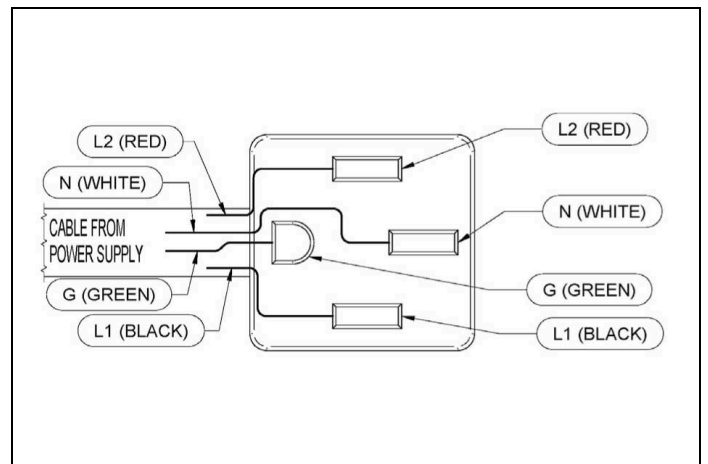 L2 (RED)
N (WHITE)
CABLE FROM
POWER SUPPLY
G (GREEN)
L1 (BLACK)
L2 (RED)
N (WHITE)
G (GREEN)
L1 (BLACK)